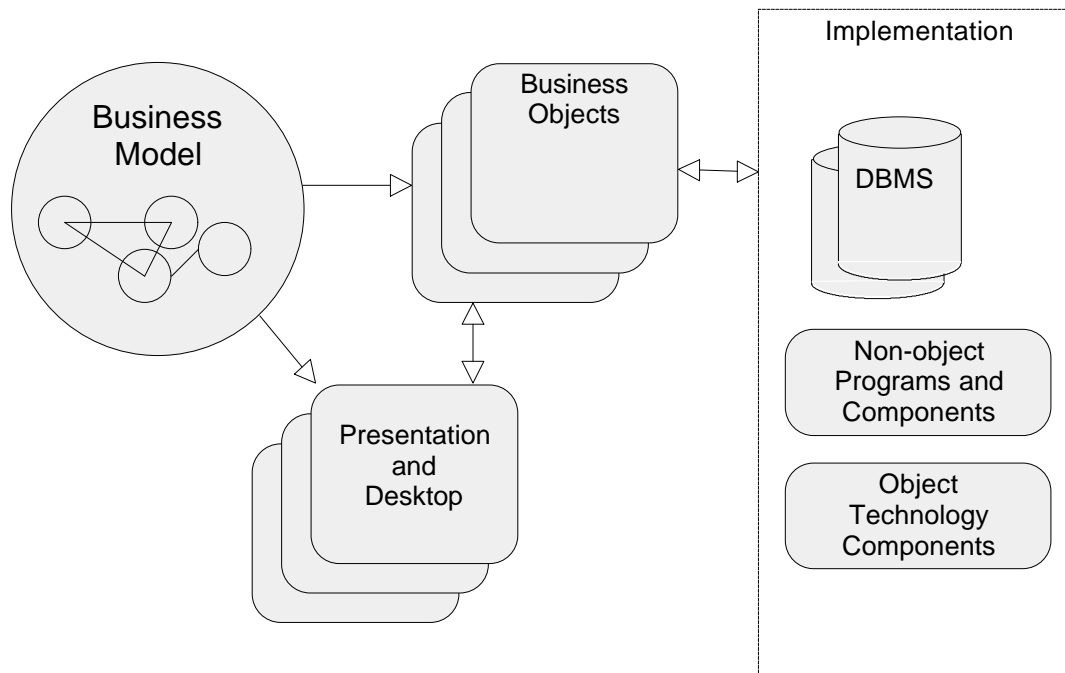 Implementation
Business
Model
Business
Objects
DBMS
Non-object
Programs and
Components
Presentation
and
Desktop
Object
Technology
Components